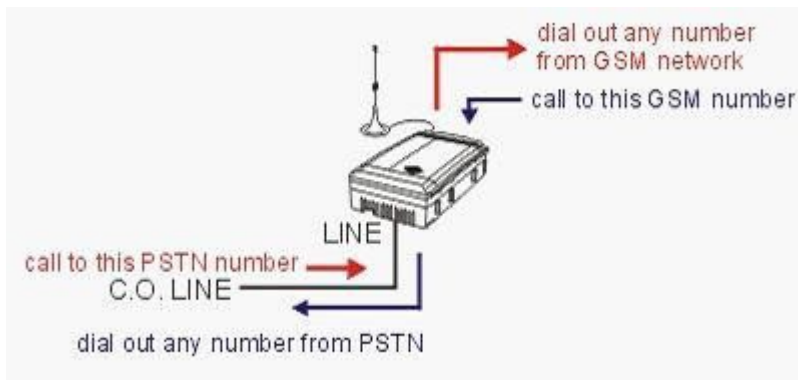 dial out any number
from GSM network
call to this GSM number
LINE
call to this PSTN number
C.O. LINE
dial out any number from PSTN